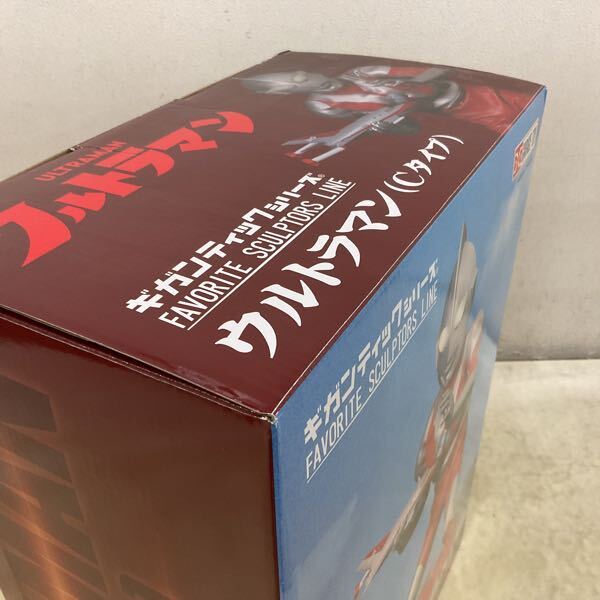 ウルトラマン
ULTRAMAN
ギガンティックシリーズ®
FAVORITE SCULPTORS LINE
ウルトラマン(Cタイプ)
ギガンティックシリーズ®
FAVORITE SCULPTORS LINE